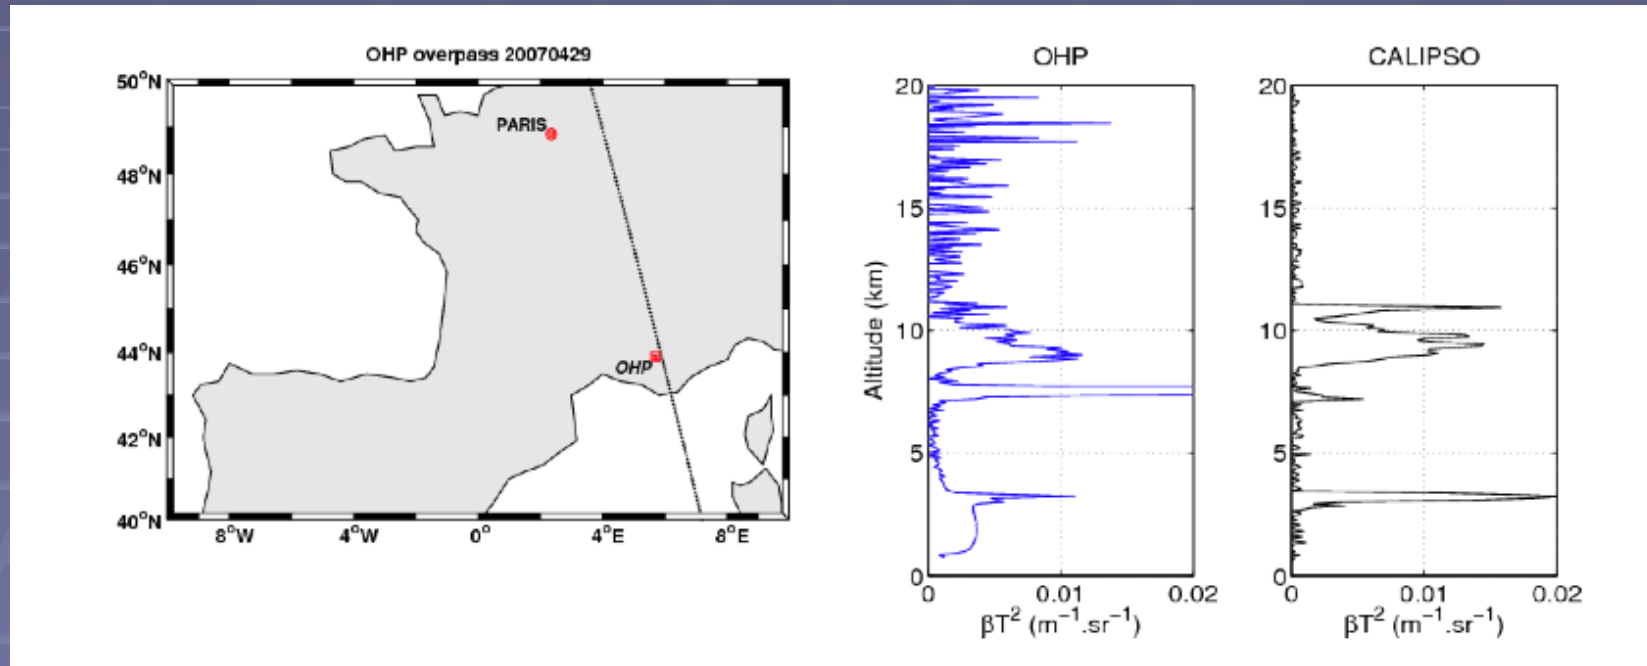 OHP overpass 20070429
50°N
48°N
46°N
44°N
42°N
40°N
8°W
4°W
0°
4°E
8°E
PARIS
OHP
OHP
20
15
10
5
0
Altitude (km)
0
0.01
0.02
βT² (m⁻¹.sr⁻¹)
CALIPSO
20
15
10
5
0
0
0.01
0.02
βT² (m⁻¹.sr⁻¹)